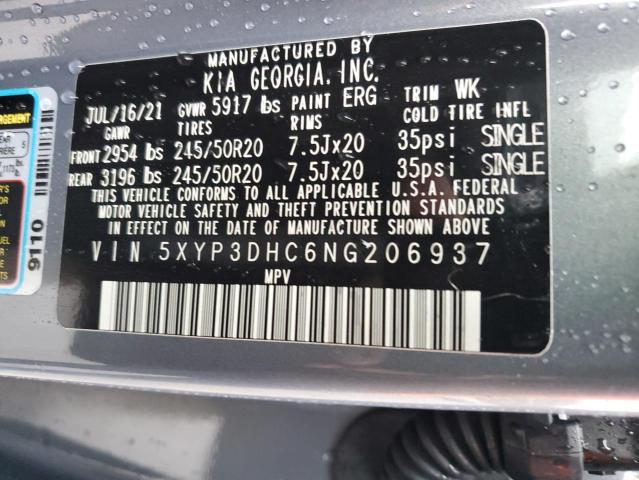 MANUFACTURED BY
KIA GEORGIA, INC.
JUL/16/21 GVWR 5917 lbs PAINT ERG TRIM WK
GAWR TIRES RIMS COLD TIRE INFL
FRONT 2954 lbs 245/50R20 7.5Jx20 35psi SINGLE
REAR 3196 lbs 245/50R20 7.5Jx20 35psi SINGLE
THIS VEHICLE CONFORMS TO ALL APPLICABLE U.S.A. FEDERAL
MOTOR VEHICLE SAFETY AND THEFT PREVENTION STANDARDS
IN EFFECT ON THE DATE OF MANUFACTURE SHOWN ABOVE
VIN 5XYP3DHC6NG206937
MPV
9110